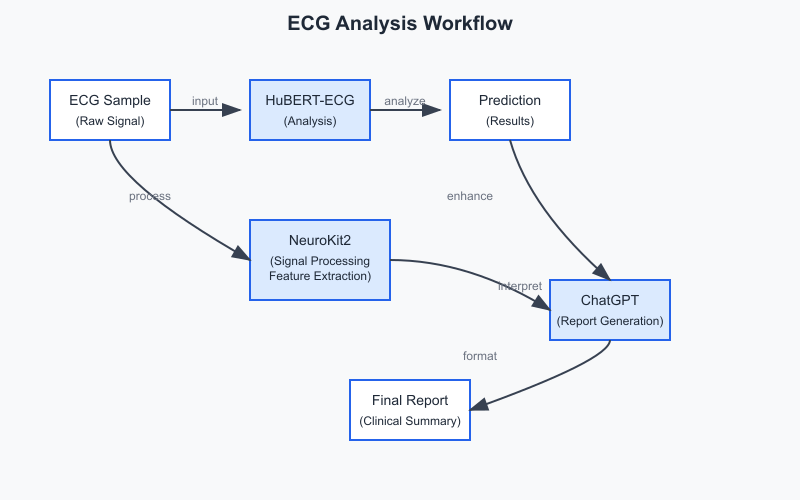 ECG Analysis Workflow
ECG Sample
(Raw Signal)
input
HuBERT-ECG
(Analysis)
analyze
Prediction
(Results)
process
enhance
NeuroKit2
(Signal Processing
Feature Extraction)
interpret
ChatGPT
(Report Generation)
format
Final Report
(Clinical Summary)